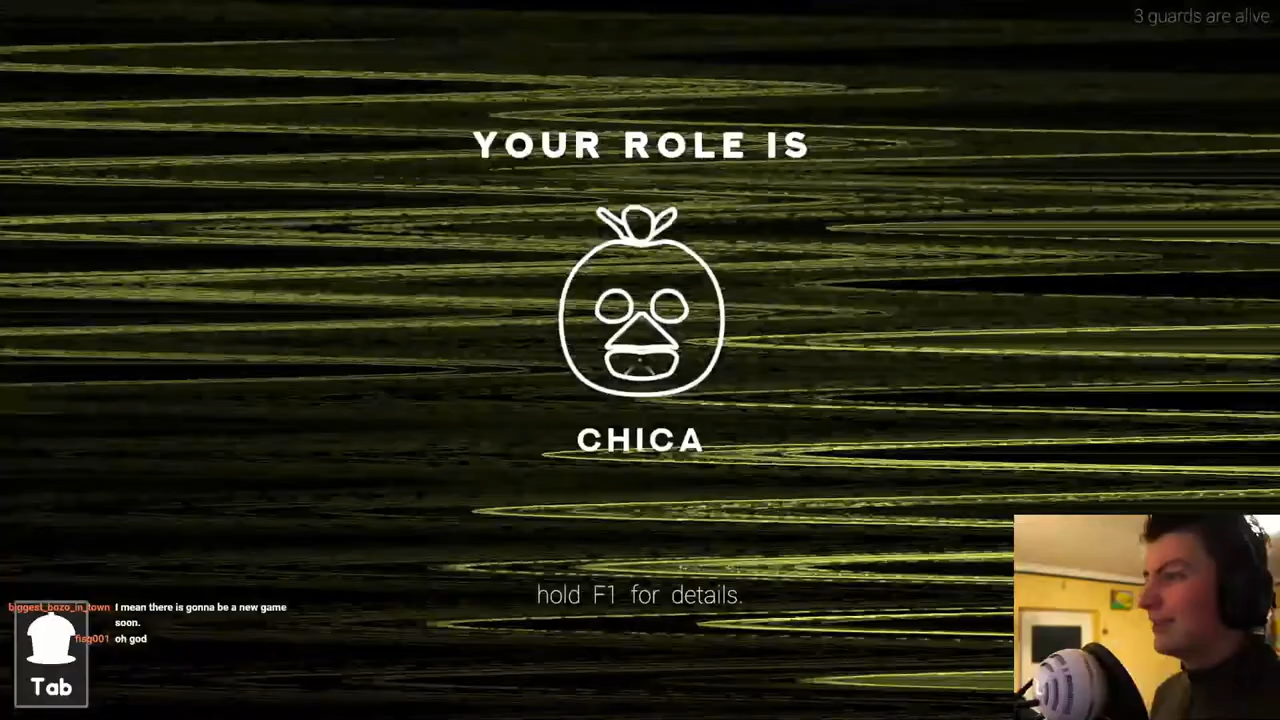 3 guards are alive
YOUR ROLE IS
CHICA
hold F1 for details.
biggest_bozo_in_town I mean there is gonna be a new game
soon.
fisg001 oh god
Tab